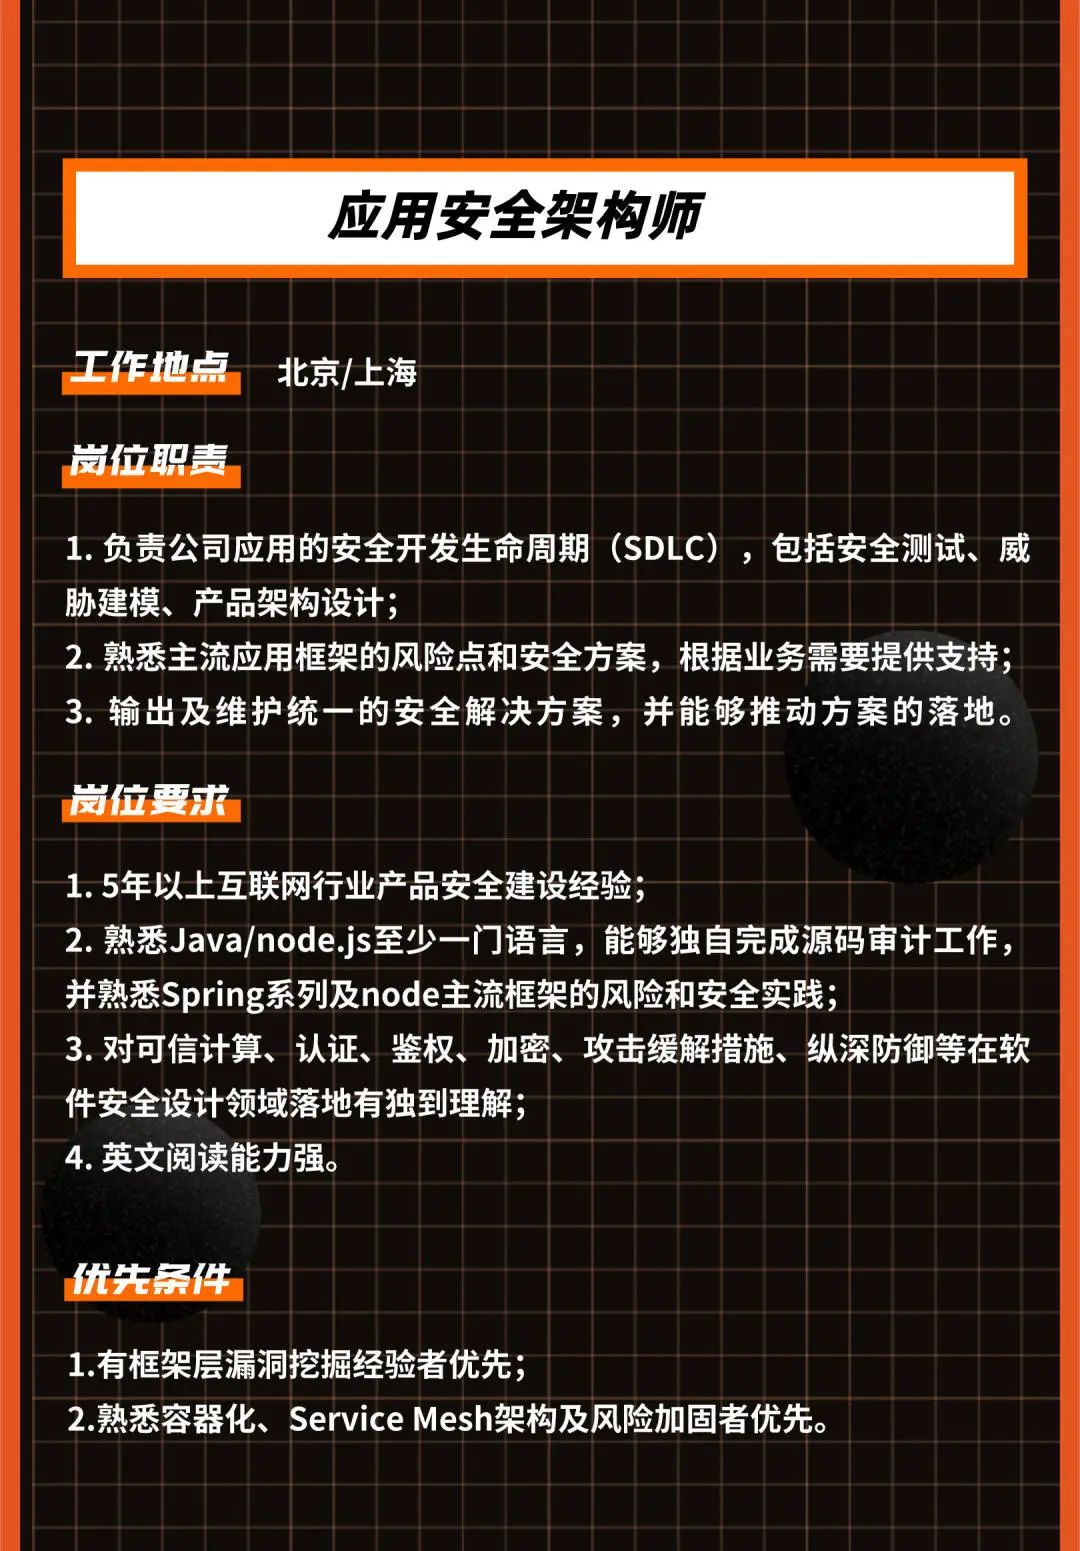 应用安全架构师
工作地点 北京/上海
岗位职责
1. 负责公司应用的安全开发生命周期（SDLC），包括安全测试、威
胁建模、产品架构设计；
2. 熟悉主流应用框架的风险点和安全方案，根据业务需要提供支持；
3. 输出及维护统一的安全解决方案，并能够推动方案的落地。
岗位要求
1. 5年以上互联网行业产品安全建设经验；
2. 熟悉Java/node.js至少一门语言，能够独自完成源码审计工作，
并熟悉Spring系列及node主流框架的风险和安全实践；
3. 对可信计算、认证、鉴权、加密、攻击缓解措施、纵深防御等在软
件安全设计领域落地有独到理解；
4. 英文阅读能力强。
优先条件
1.有框架层漏洞挖掘经验者优先；
2.熟悉容器化、Service Mesh架构及风险加固者优先。